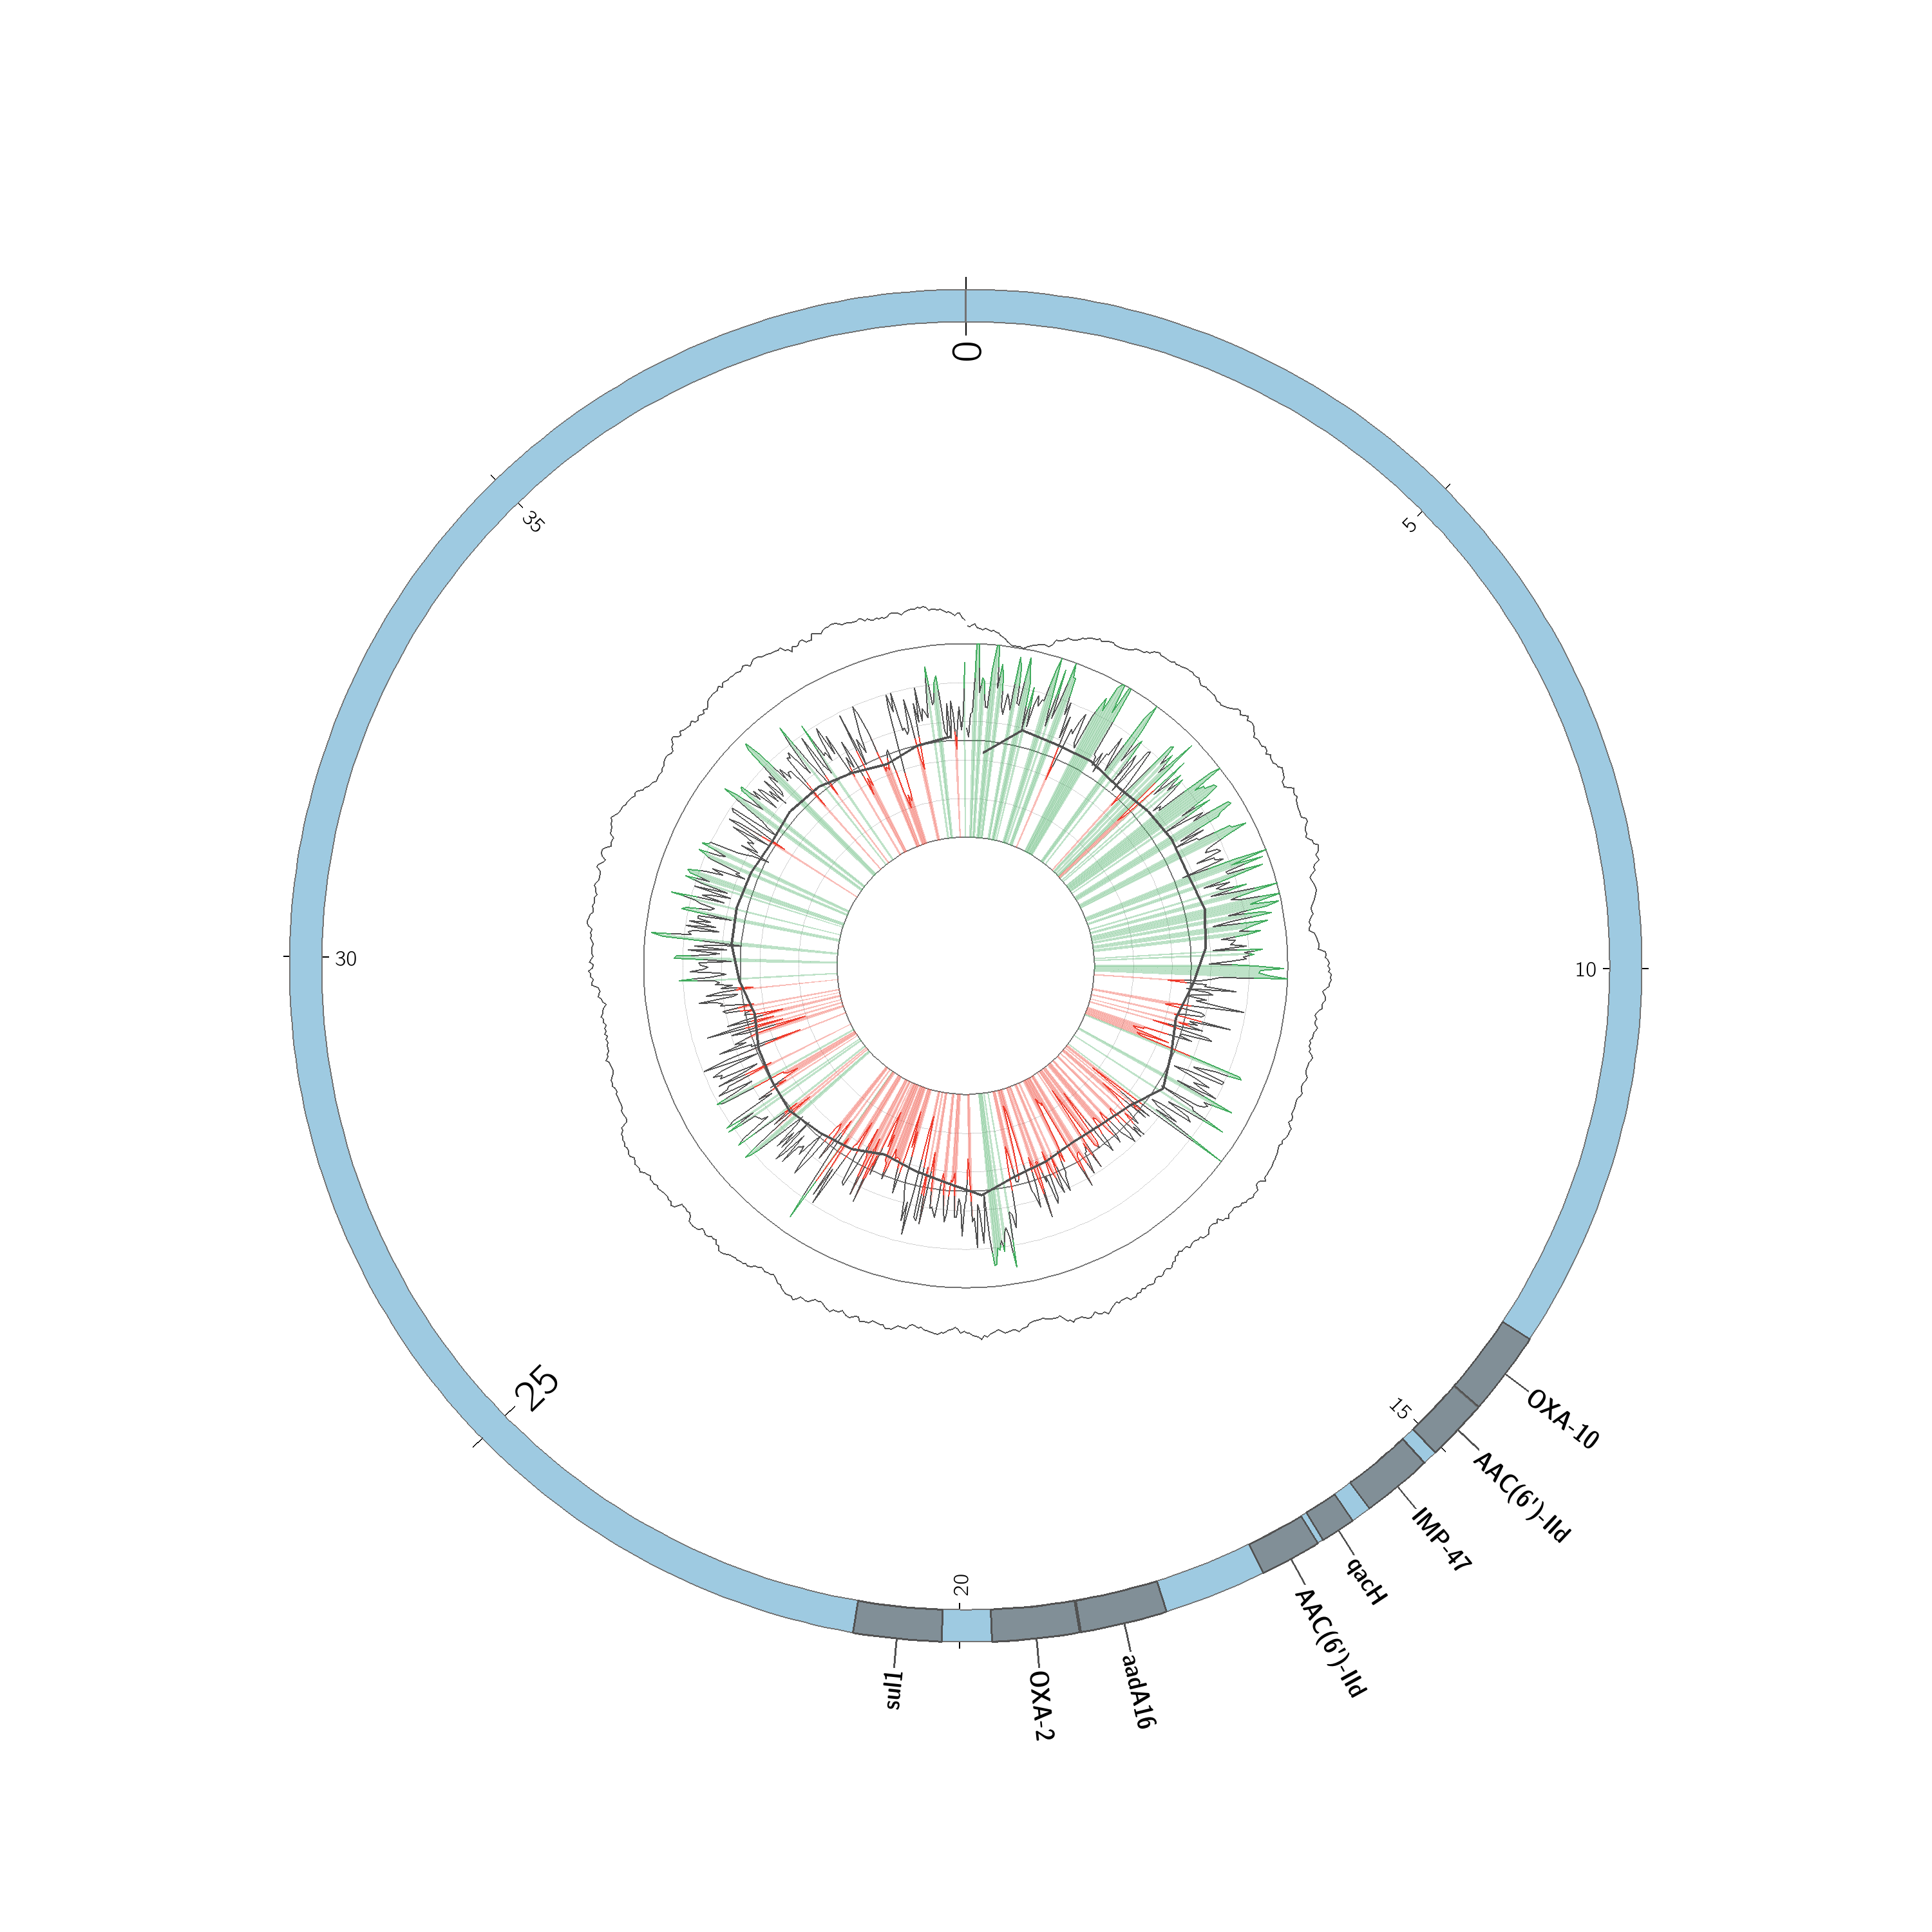 0
5
10
15
20
25
30
35
OXA-10
AAC(6')-IId
IMP-47
qacH
AAC(6')-IId
aadA16
OXA-2
sul1